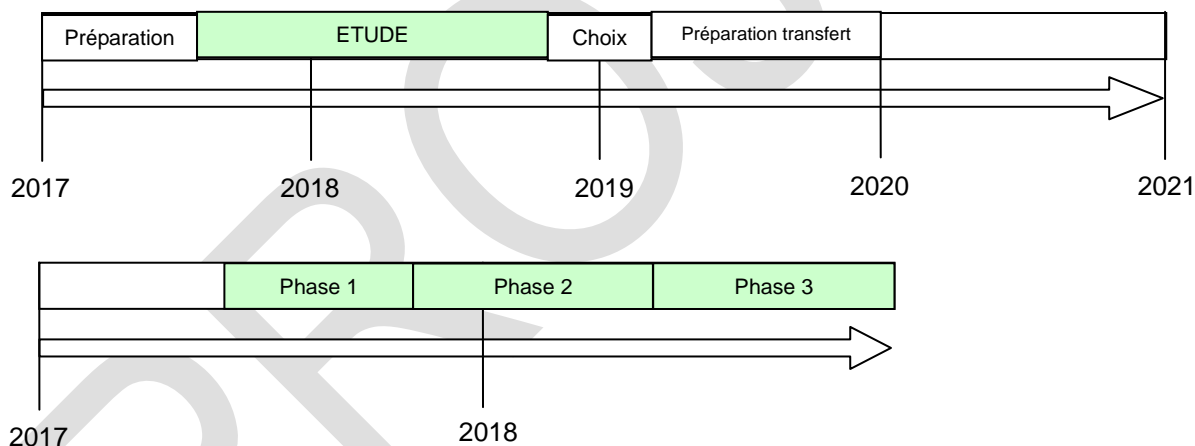 Préparation ETUDE Choix Préparation transfert
2017 2018 2019 2020 2021
Phase 1 Phase 2 Phase 3
2017 2018